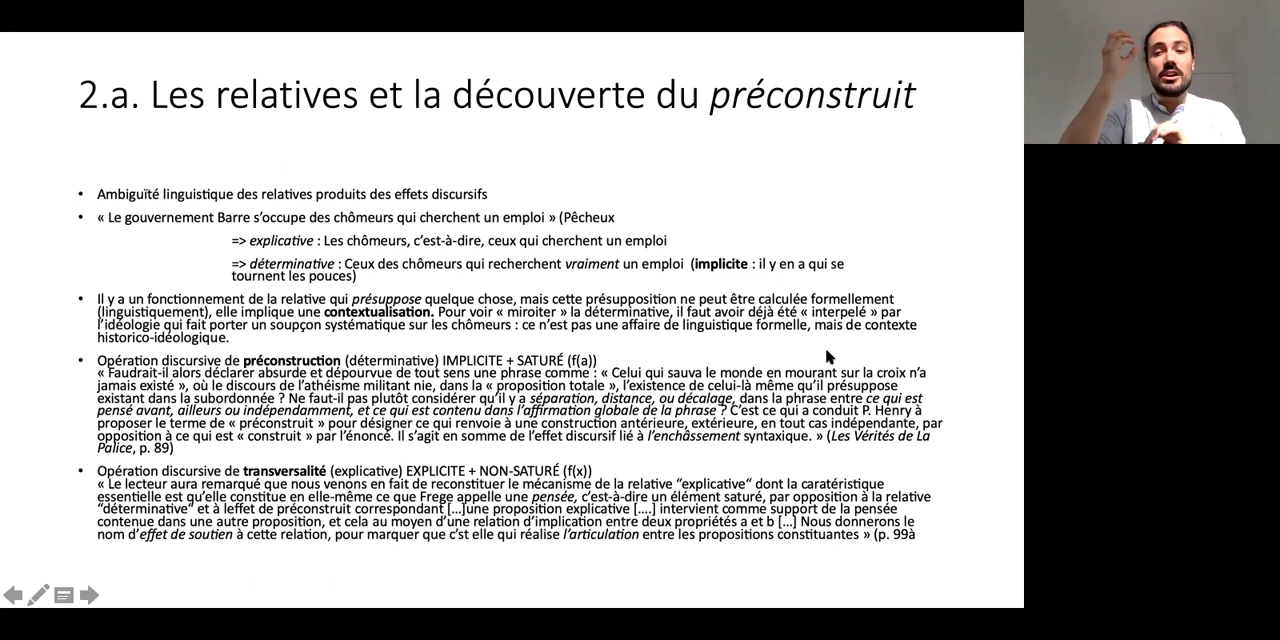 2.a. Les relatives et la découverte du préconstruit
• Ambiguïté linguistique des relatives produits des effets discursifs
• « Le gouvernement Barre s’occupe des chômeurs qui cherchent un emploi » (Pêcheux
=> explicative : Les chômeurs, c’est-à-dire, ceux qui cherchent un emploi
=> déterminative : Ceux des chômeurs qui recherchent vraiment un emploi (implicite : il y en a qui se
tournent les pouces)
• Il y a un fonctionnement de la relative qui présuppose quelque chose, mais cette présupposition ne peut être calculée formellement
(linguistiquement), elle implique une contextualisation. Pour voir « miroiter » la déterminative, il faut avoir déjà été « interpelé » par
l’idéologie qui fait porter un soupçon systématique sur les chômeurs : ce n’est pas une affaire de linguistique formelle, mais de contexte
historico-idéologique.
• Opération discursive de préconstruction (déterminative) IMPLICITE + SATURÉ (f(a))
« Faudrait-il alors déclarer absurde et dépourvue de tout sens une phrase comme : « Celui qui sauva le monde en mourant sur la croix n’a
jamais existé », où le discours de l’athéisme militant nie, dans la « proposition totale », l’existence de celui-là même qu’il présuppose
existant dans la subordonnée ? Ne faut-il pas plutôt considérer qu’il y a séparation, distance, ou décalage, dans la phrase entre ce qui est
pensé avant, ailleurs ou indépendamment, et ce qui est contenu dans l’affirmation globale de la phrase ? C’est ce qui a conduit P. Henry à
proposer le terme de « préconstruit » pour désigner ce qui renvoie à une construction antérieure, extérieure, en tout cas indépendante, par
opposition à ce qui est « construit » par l’énoncé. Il s’agit en somme de l’effet discursif lié à l’enchâssement syntaxique. » (Les Vérités de La
Palice, p. 89)
• Opération discursive de transversalité (explicative) EXPLICITE + NON-SATURÉ (f(x))
« Le lecteur aura remarqué que nous venons en fait de reconstituer le mécanisme de la relative “explicative“ dont la caratéristique
essentielle est qu’elle constitue en elle-même ce que Frege appelle une pensée, c’est-à-dire un élément saturé, par opposition à la relative
“déterminative“ et à leffet de préconstruit correspondant [...]une proposition explicative [....] intervient comme support de la pensée
contenue dans une autre proposition, et cela au moyen d’une relation d’implication entre deux propriétés a et b [...] Nous donnerons le
nom d’effet de soutien à cette relation, pour marquer que c’st elle qui réalise l’articulation entre les propositions constituantes » (p. 99à